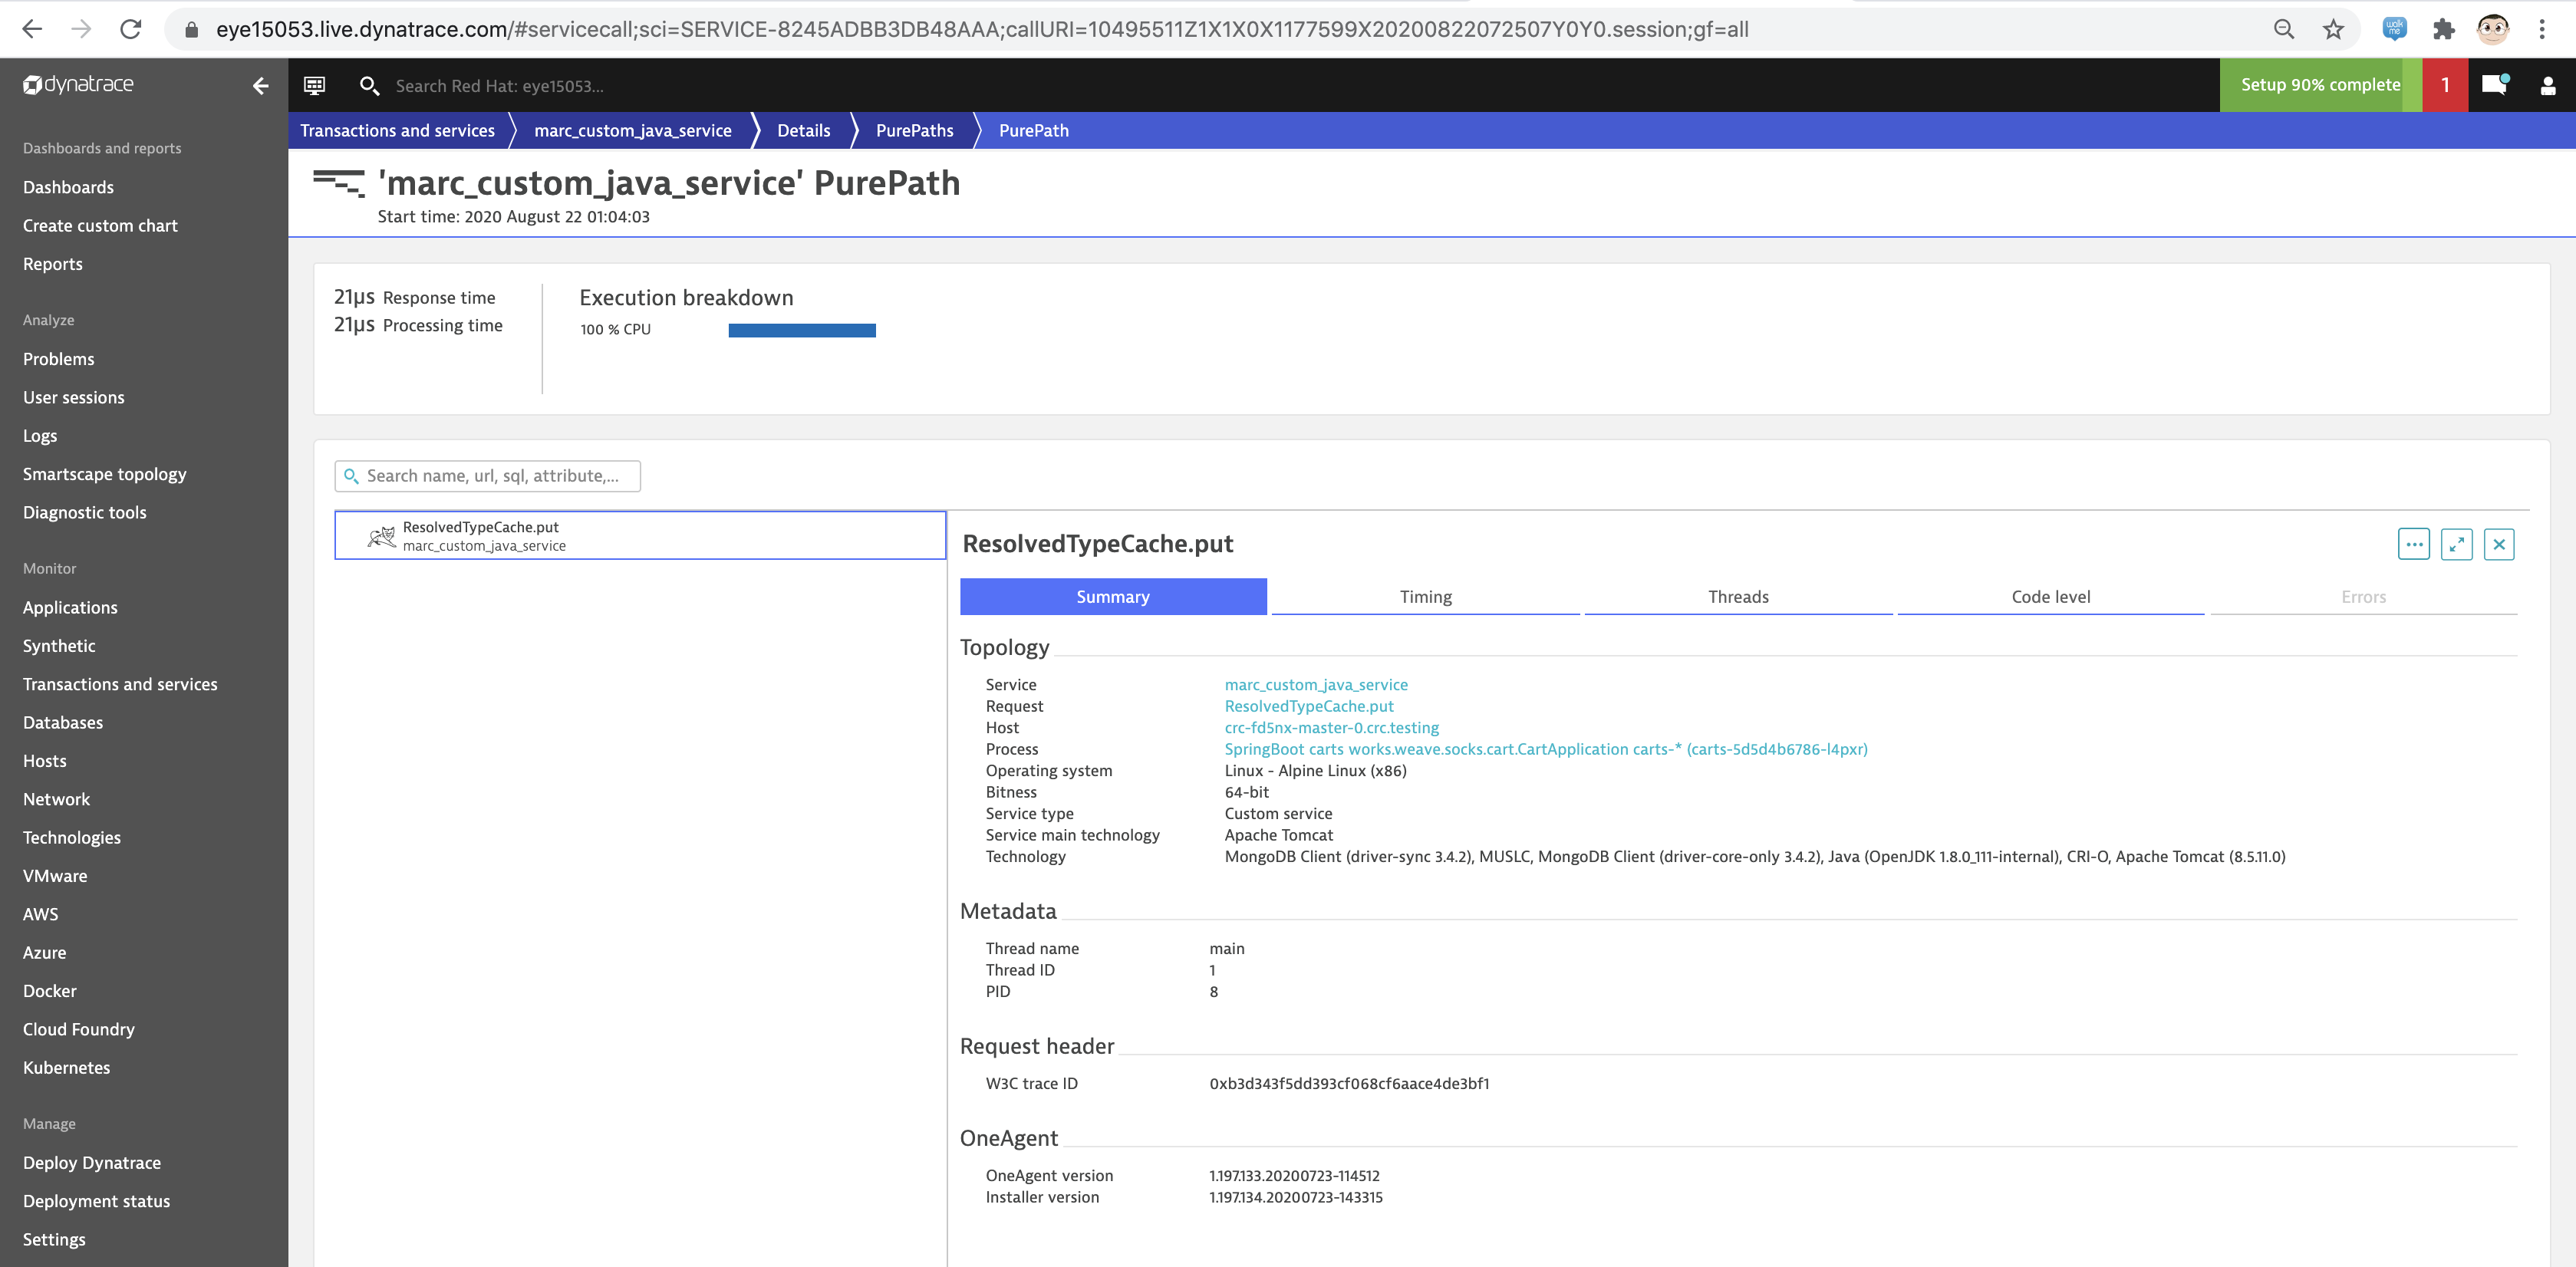 eye15053.live.dynatrace.com/#servicecall;sci=SERVICE-8245ADBB3DB48AAA;callURI=10495511Z1X1X0X1177599X20200822072507Y0Y0.session;gf=all
wolk me
dynatrace
Search Red Hat: eye15053...
Setup 90% complete
1
Transactions and services
marc_custom_java_service
Details
PurePaths
PurePath
Dashboards and reports
Dashboards
Create custom chart
Reports
Analyze
Problems
User sessions
Logs
Smartscape topology
Diagnostic tools
Monitor
Applications
Synthetic
Transactions and services
Databases
Hosts
Network
Technologies
VMware
AWS
Azure
Docker
Cloud Foundry
Kubernetes
Manage
Deploy Dynatrace
Deployment status
Settings
'marc_custom_java_service' PurePath
Start time: 2020 August 22 01:04:03
21µs Response time
21µs Processing time
Execution breakdown
100 % CPU
Search name, url, sql, attribute,...
ResolvedTypeCache.put
marc_custom_java_service
ResolvedTypeCache.put
Summary
Timing
Threads
Code level
Errors
Topology
Service marc_custom_java_service
Request ResolvedTypeCache.put
Host crc-fd5nx-master-0.crc.testing
Process SpringBoot carts works.weave.socks.cart.CartApplication carts-* (carts-5d5d4b6786-l4pxr)
Operating system Linux - Alpine Linux (x86)
Bitness 64-bit
Service type Custom service
Service main technology Apache Tomcat
Technology MongoDB Client (driver-sync 3.4.2), MUSLC, MongoDB Client (driver-core-only 3.4.2), Java (OpenJDK 1.8.0_111-internal), CRI-O, Apache Tomcat (8.5.11.0)
Metadata
Thread name main
Thread ID 1
PID 8
Request header
W3C trace ID 0xb3d343f5dd393cf068cf6aace4de3bf1
OneAgent
OneAgent version 1.197.133.20200723-114512
Installer version 1.197.134.20200723-143315